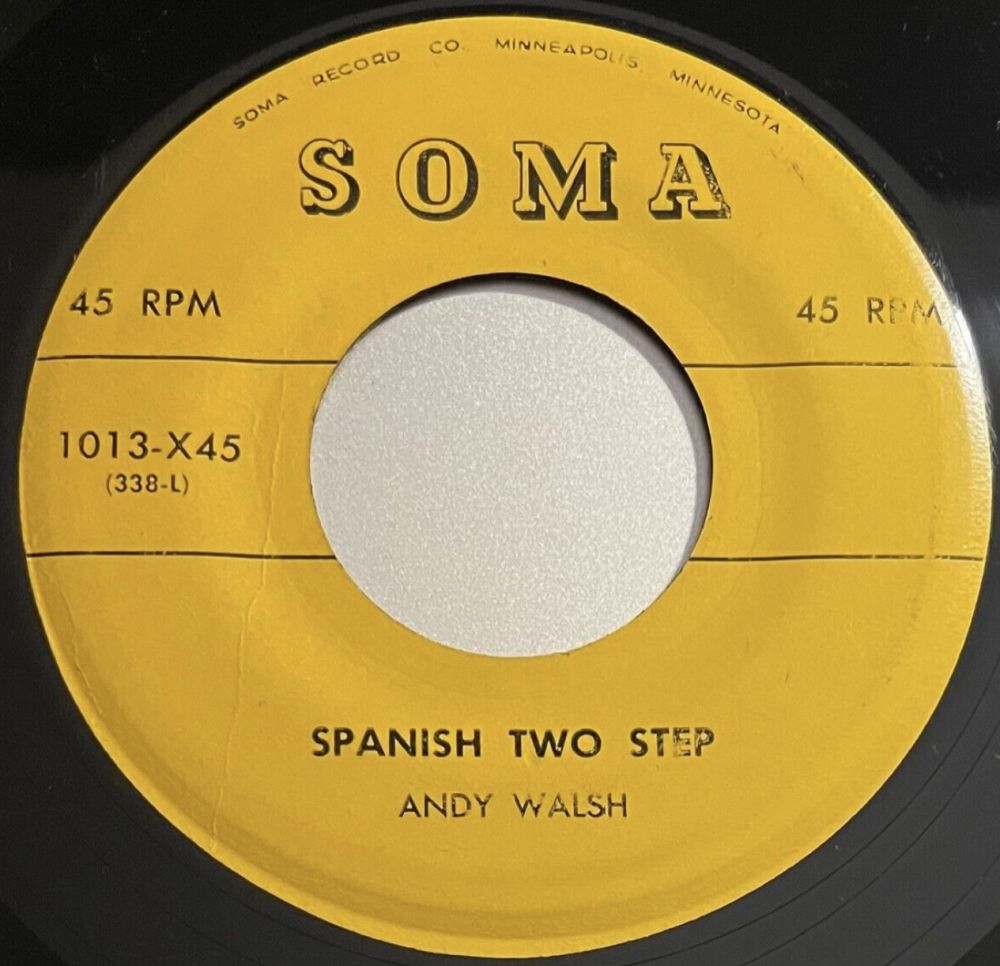 SOMA RECORD CO. MINNEAPOLIS, MINNESOTA
SOMA
45 RPM 45 RPM
1013-X45
(338-L)
SPANISH TWO STEP
ANDY WALSH